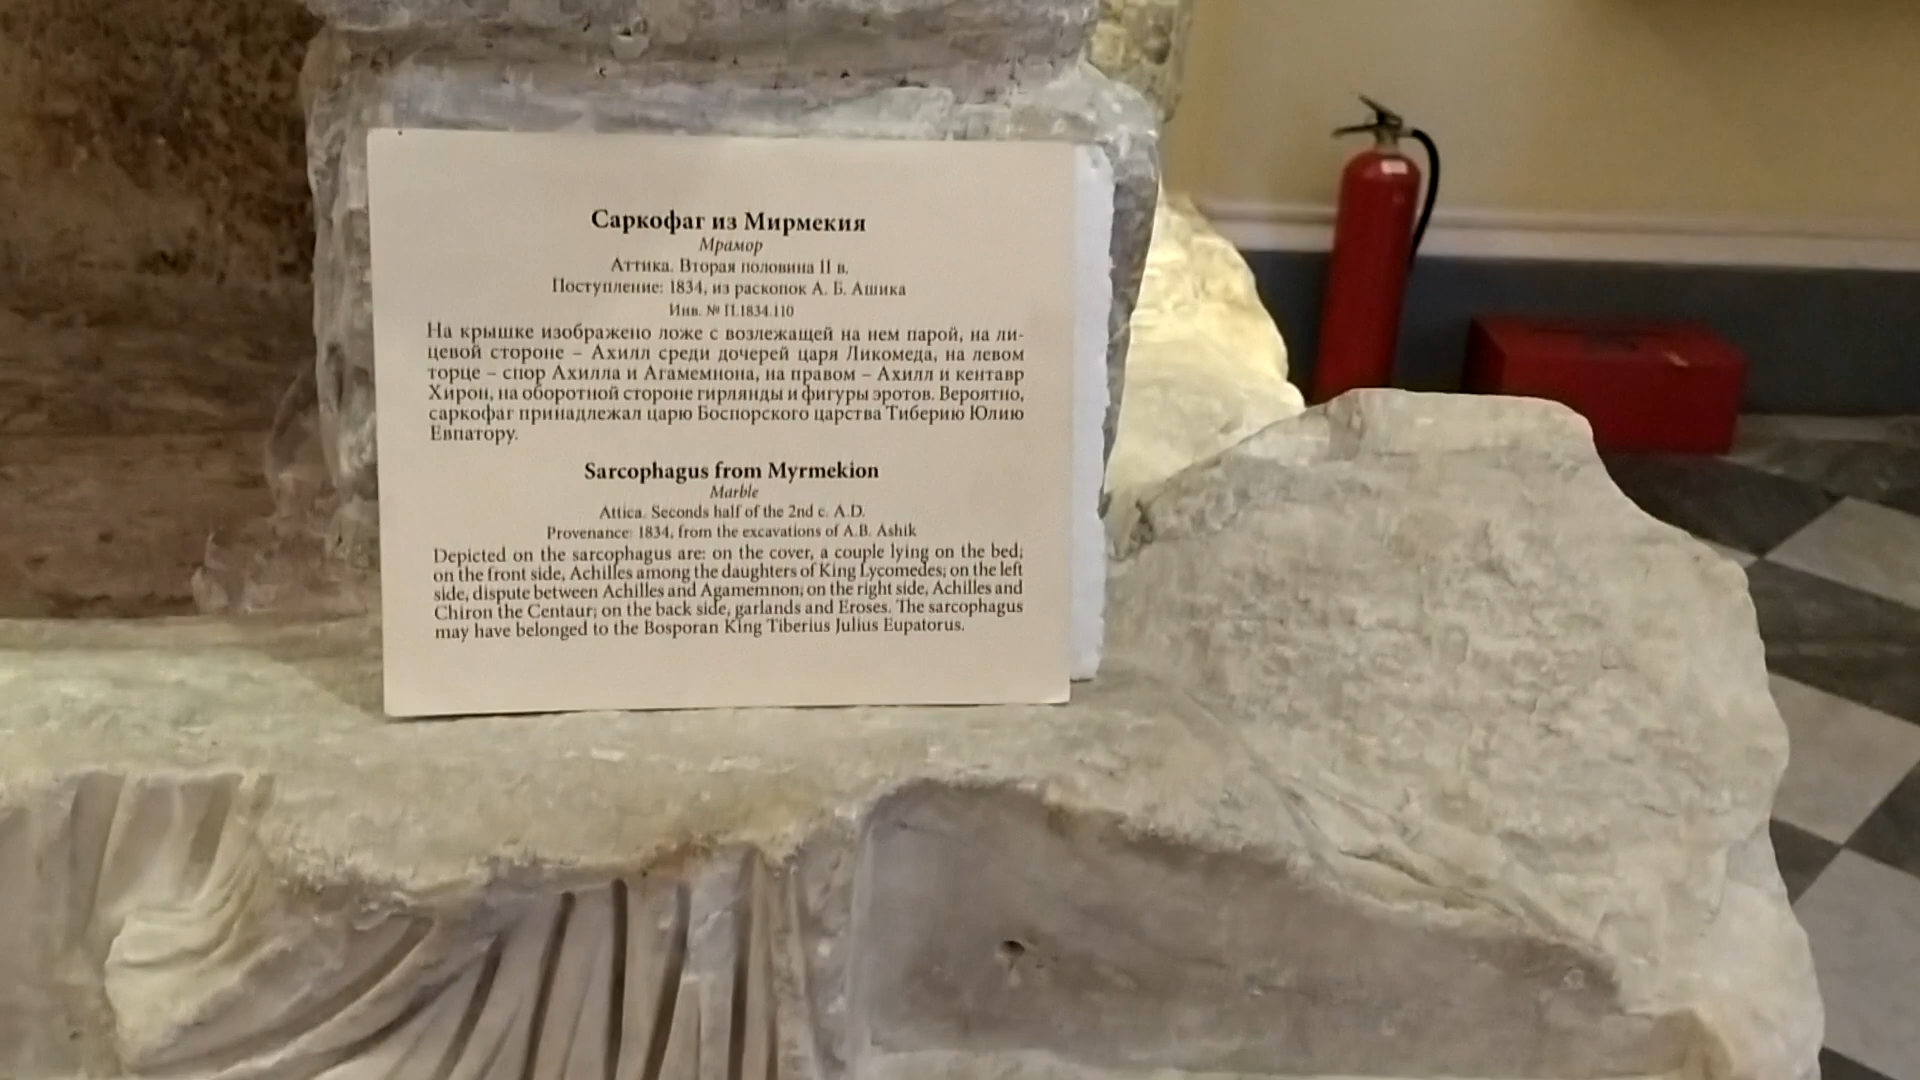 Саркофаг из Мирмекия
Мрамор
Аттика. Вторая половина II в.
Поступление: 1834, из раскопок А. Б. Ашика
Инв. № П.1834.110
На крышке изображено ложе с возлежащей на нем парой, на ли-
цевой стороне – Ахилл среди дочерей царя Ликомеда, на левом
торце – спор Ахилла и Агамемнона, на правом – Ахилл и кентавр
Хирон, на оборотной стороне гирлянды и фигуры эротов. Вероятно,
саркофаг принадлежал царю Боспорского царства Тиберию Юлию
Евпатору.
Sarcophagus from Myrmekion
Marble
Attica. Seconds half of the 2nd c. A.D.
Provenance: 1834, from the excavations of A.B. Ashik
Depicted on the sarcophagus are: on the cover, a couple lying on the bed;
on the front side, Achilles among the daughters of King Lycomedes; on the left
side, dispute between Achilles and Agamemnon; on the right side, Achilles and
Chiron the Centaur; on the back side, garlands and Eroses. The sarcophagus
may have belonged to the Bosporan King Tiberius Julius Eupatorus.